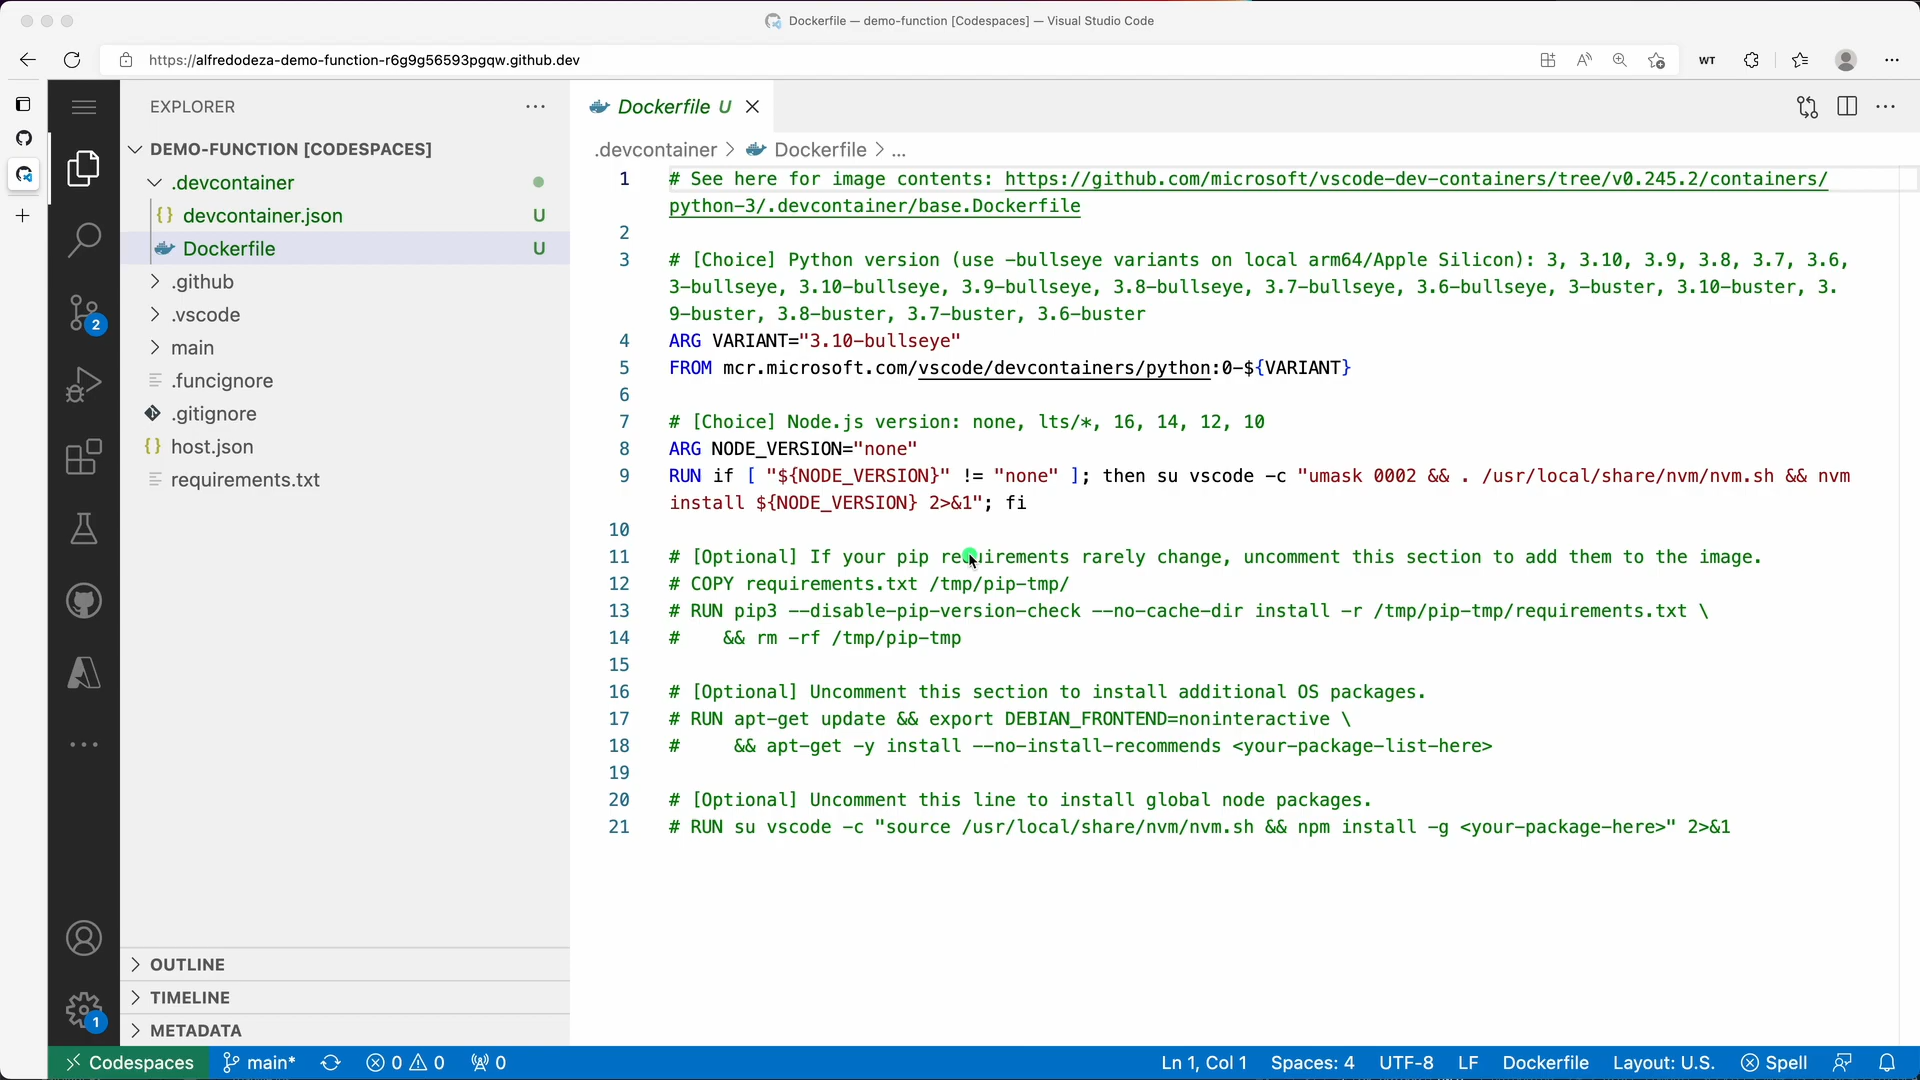 Dockerfile — demo-function [Codespaces] — Visual Studio Code
https://alfredodeza-demo-function-r6g9g56593pgqw.github.dev
WT
EXPLORER
Dockerfile U
DEMO-FUNCTION [CODESPACES]
.devcontainer > Dockerfile > ...
.devcontainer
{} devcontainer.json U
Dockerfile U
.github
.vscode
main
.funcignore
.gitignore
{} host.json
requirements.txt
2
1
OUTLINE
TIMELINE
METADATA
1 # See here for image contents: https://github.com/microsoft/vscode-dev-containers/tree/v0.245.2/containers/
python-3/.devcontainer/base.Dockerfile
2
3 # [Choice] Python version (use -bullseye variants on local arm64/Apple Silicon): 3, 3.10, 3.9, 3.8, 3.7, 3.6,
3-bullseye, 3.10-bullseye, 3.9-bullseye, 3.8-bullseye, 3.7-bullseye, 3.6-bullseye, 3-buster, 3.10-buster, 3.
9-buster, 3.8-buster, 3.7-buster, 3.6-buster
4 ARG VARIANT="3.10-bullseye"
5 FROM mcr.microsoft.com/vscode/devcontainers/python:0-${VARIANT}
6
7 # [Choice] Node.js version: none, lts/*, 16, 14, 12, 10
8 ARG NODE_VERSION="none"
9 RUN if [ "${NODE_VERSION}" != "none" ]; then su vscode -c "umask 0002 && . /usr/local/share/nvm/nvm.sh && nvm
install ${NODE_VERSION} 2>&1"; fi
10
11 # [Optional] If your pip requirements rarely change, uncomment this section to add them to the image.
12 # COPY requirements.txt /tmp/pip-tmp/
13 # RUN pip3 --disable-pip-version-check --no-cache-dir install -r /tmp/pip-tmp/requirements.txt \
14 #    && rm -rf /tmp/pip-tmp
15
16 # [Optional] Uncomment this section to install additional OS packages.
17 # RUN apt-get update && export DEBIAN_FRONTEND=noninteractive \
18 #     && apt-get -y install --no-install-recommends <your-package-list-here>
19
20 # [Optional] Uncomment this line to install global node packages.
21 # RUN su vscode -c "source /usr/local/share/nvm/nvm.sh && npm install -g <your-package-here>" 2>&1
Codespaces main* 0 0 0 Ln 1, Col 1 Spaces: 4 UTF-8 LF Dockerfile Layout: U.S. Spell